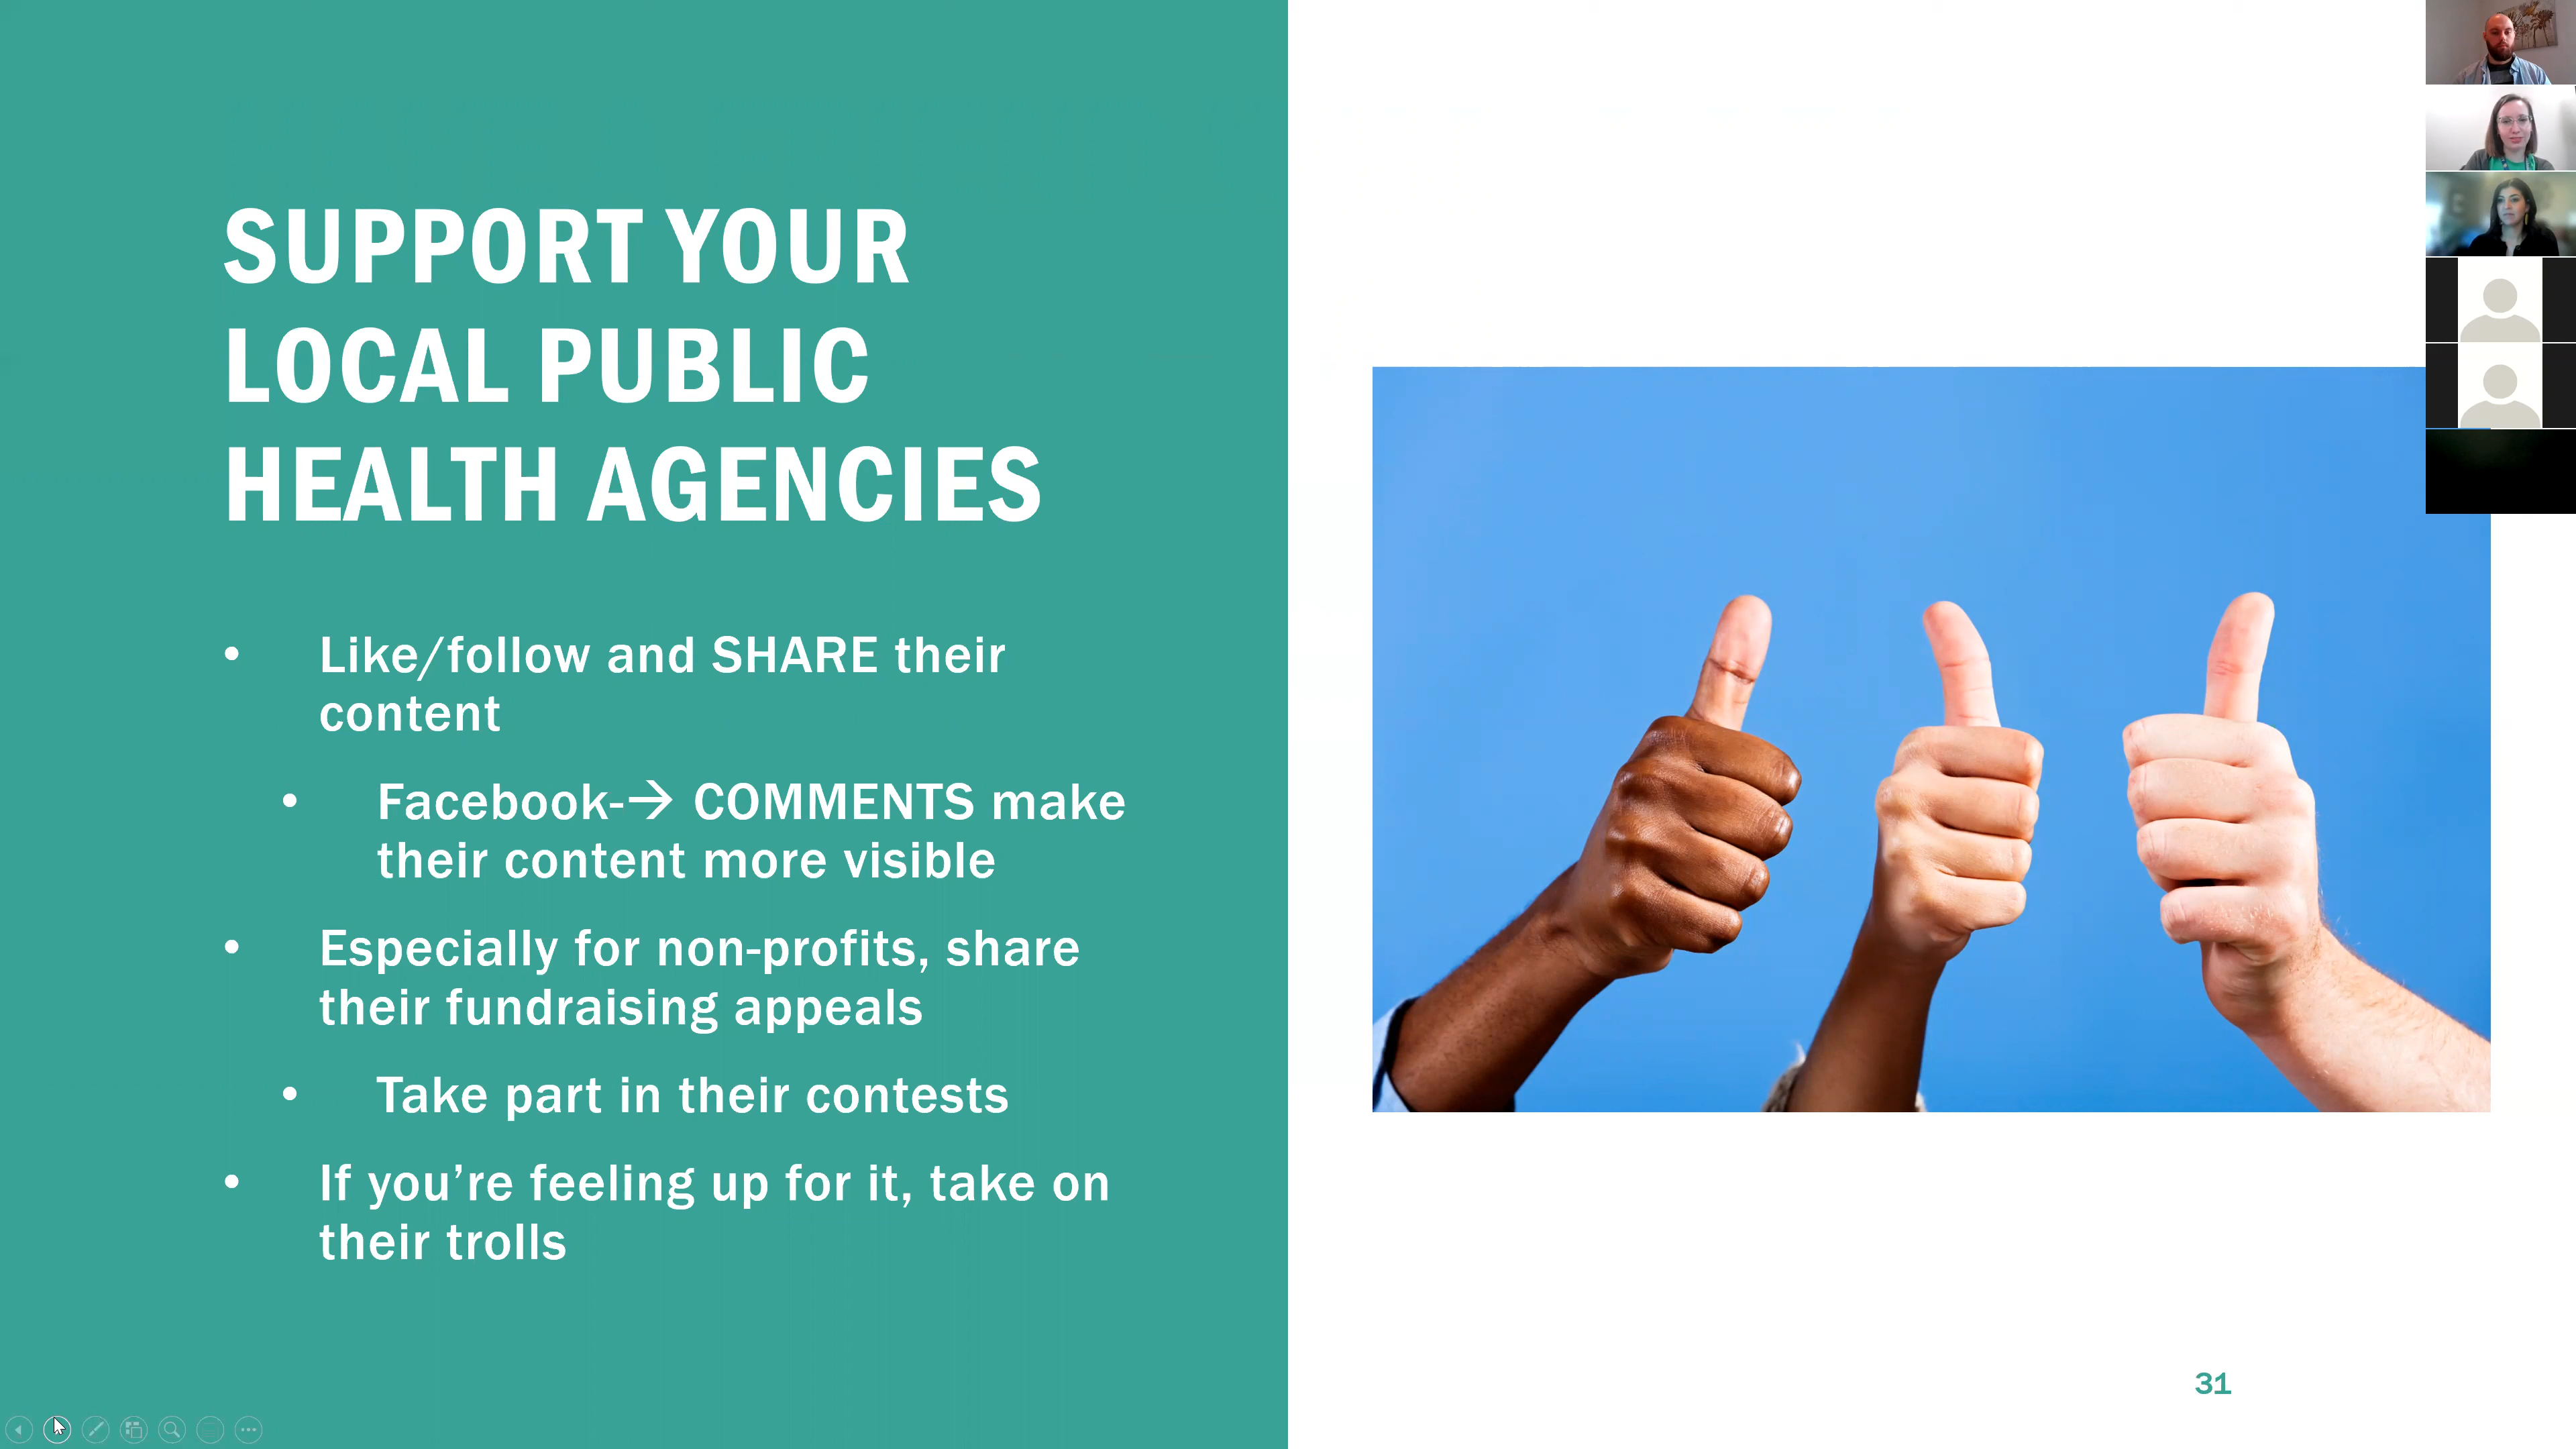 SUPPORT YOUR
LOCAL PUBLIC
HEALTH AGENCIES
• Like/follow and SHARE their
content
• Facebook-→ COMMENTS make
their content more visible
• Especially for non-profits, share
their fundraising appeals
• Take part in their contests
• If you’re feeling up for it, take on
their trolls
31